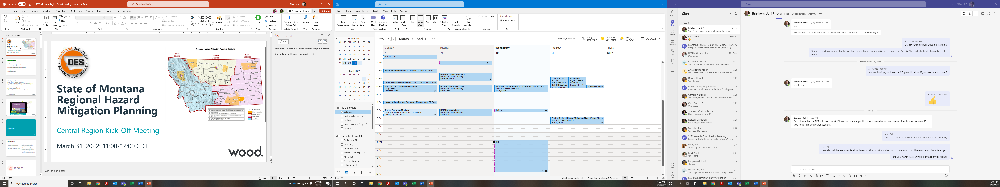 AutoSave On 2022 Montana Region Kickoff Meeting.pptx - Saved
Search (Alt+Q)
Field, Scott
File Home Insert Design Transitions Animations Slide Show Record Review View Help Acrobat
Present in Teams Share
Undo Paste Cut Copy Format Painter Clipboard
New Slide Reuse Slides Layout Reset Section Slides
Font
Text Direction Align Text Convert to SmartArt Paragraph
Arrange Quick Styles Shape Fill Shape Outline Shape Effects Drawing
Slido Slido
Find Replace Select Editing
Create and Share Adobe PDF Adobe Acrobat
Dictate Voice
Design Ideas Designer
Presentation slides
1
2
3
4
5
6
7
MONTANA DISASTER & EMERGENCY SERVICES
DES
State of Montana
Regional Hazard
Mitigation Planning
Central Region Kick-Off Meeting
March 31, 2022: 11:00-12:00 CDT
Montana Hazard Mitigation Planning Regions
West District
Central District
East District
Municipalities
Tribal Boundaries
Central District
East District
West District
wood.
Click to add notes
Comments
New
There are comments on other slides in this presentation.
Use the Next and Previous buttons to see them.
Slide 1 of 73
Notes
97%
Type here to search
6:09 PM
3/30/2022
Search
File Home Send / Receive Folder View Help Acrobat
New Appointment New Meeting New Items New
Meet Now New Teams Meeting Teams Meeting
Today Next 7 Days Go To
Day Work Week Week Month Schedule View Arrange
Add Calendar Share Calendar Manage Calendars
Browse Groups Groups
Search People
Address Book
Find
March 2022
SU MO TU WE TH FR SA
27 28 1 2 3 4 5
6 7 8 9 10 11 12
13 14 15 16 17 18 19
20 21 22 23 24 25 26
27 28 29 30 31
April 2022
SU MO TU WE TH FR SA
1 2
3 4 5 6 7 8 9
10 11 12 13 14 15 16
17 18 19 20 21 22 23
24 25 26 27 28 29 30
1 2 3 4 5 6 7
My Calendars
Calendar
United States holidays
Birthdays
United States holidays (1)
Birthdays1
Team: Brislawn, Jeff P
Brislawn, Jeff P
Carr, Amy
Chambers, Mack
Johnson, Christopher A
Mialy, Pat
Nelson, Cameron
Schoen, Natalie
Today
March 28 - April 1, 2022
Denver, Colorado
Today 46°F/28°F
Tomorrow 60°F/32°F
Friday 54°F/34°F
Work Week
Monday Tuesday Wednesday Thursday Friday
28 29 30 31 Apr 1
Natalie starts
8 AM
9 AM
10 AM
11 AM
12 PM
1 PM
2 PM
3 PM
4 PM
5 PM
6 PM
7 PM
8 PM
9 PM
10 PM
Wood Virtual Onborading - Natalie Schoen; Microsoft Te
HM&EM group coordination; Longs Peak; Brislawn, Je
3279 Weekly Coordination Meeting
Longs Peak
Loranger, John
Hazard Mitigation and Emergency Management BD C
Tracker Recurring Meeting
https://us06web.zoom.us/j/83951594816
Gerlitz, Sara M, DHSEM
HM&EM Project roundtable
Microsoft Teams Meeting
Brislawn, Jeff P
Denver Story Map Review
Microsoft Teams Meeting
Field, Scott
HM&EM orientation
Microsoft Teams Meeting
Field, Scott
Montana Central Region pre-Kickoff Internal Meeting
Microsoft Teams Meeting
Field, Scott
Haircut
Central Region Hazard Mitigation Plan Kick-Off Meeting
MT DES Mitigatio
MT Central Region Kickoff placeholder
Brislawn, Jeff P
BOCO HMP ch
Central Regional Hazard Mitigation Plan - Weekly Meetin
Microsoft Teams Meeting
Hartley, Sara
Items: 17
All folders are up to date. Connected to: Microsoft Exchange 100%
6:09 PM
3/30/2022
Search
Wood PLC
Activity
Chat
Teams
Calendar
Calls
Files
Apps
Help
Chat
Recent
Brislawn, Jeff P 5:50 PM
You: Do you want to say anything or take any s...
Carr, Amy 5:23 PM
Montana Central Region pre-Kicko... 12:25 PM
Prosperi, Juliana: https://deq.mt.gov/files/DEQ...
HMEM Group Chat 11:17 AM
User added
Chambers, Mack 9:20 AM
You: OK thanks. I'll look at both of them later i...
Zweigbaum, Jennifer 3/29
You: That's what I thought but I couldn't find wh...
Donna Blount 3/29
You: thanks
Denver Story Map Review 3/29
Chambers, Mack: text from the local flooding me...
Cameron, Daniel 3/29
You: Wow, I hadn't seen that yet! Good to know, ...
Carr, Amy, +2 3/29
User added
Johnson, Christopher A 3/29
Hahaa ok glad to hear it!
Nelson, Cameron 3/28
great, my pleasure to help
Carroll, Ellen 3/28
You: Good to hear it!
3279 Weekly Coordination Meeting 3/28
Kannan, Ashwini: Mesa Hydraulics, Custer/Fremo...
Mialy, Pat 3/25
Sounds good. Thank you Scott!
Lind, April 3/24
You: Thansk!
Popplewell, Cindy 3/24
Thanks!
Wadstrom, Vee 3/24
You: Oops, didn't realize you're out today - never...
Mountain Region Quarterly Briefing 3/24
Brislawn, Jeff P Chat Files Organization Activity
Brislawn, Jeff P 3/10/2022 6:43 PM
no.
I'm done in the plan, will have to review cost but dont know if I'll finish tonight.
3/10/2022 6:44 PM
OK. HHPD references added, p1 and p3
Sounds good. We can probably distribute some hours from you & me to Cameron, Amy & Chris, which should bring the cost
down.
Friday, March 18, 2022
3/18/2022 10:00 AM
Just confirming you have the MT pre-bid call, or if you need me to cover?
Brislawn, Jeff P 3/18/2022 10:01 AM
on it now.
3/18/2022 10:01 AM
Today
Brislawn, Jeff P 4:57 PM
Scott looks like the PPT still needs work, I'll work on the the public aspects, website and next steps slides but let me know if
you need help with other sections.
4:58 PM
Yes, I'm about to go back in and work on eth rest. Thanks.
5:50 PM
Hannah said she assumes Sarah will want to kick us off and then turn it over to us, tho I haven't heard from Sarah yet.
Do you want to say anything or take any sections?
Type a new message
6:09 PM
3/30/2022